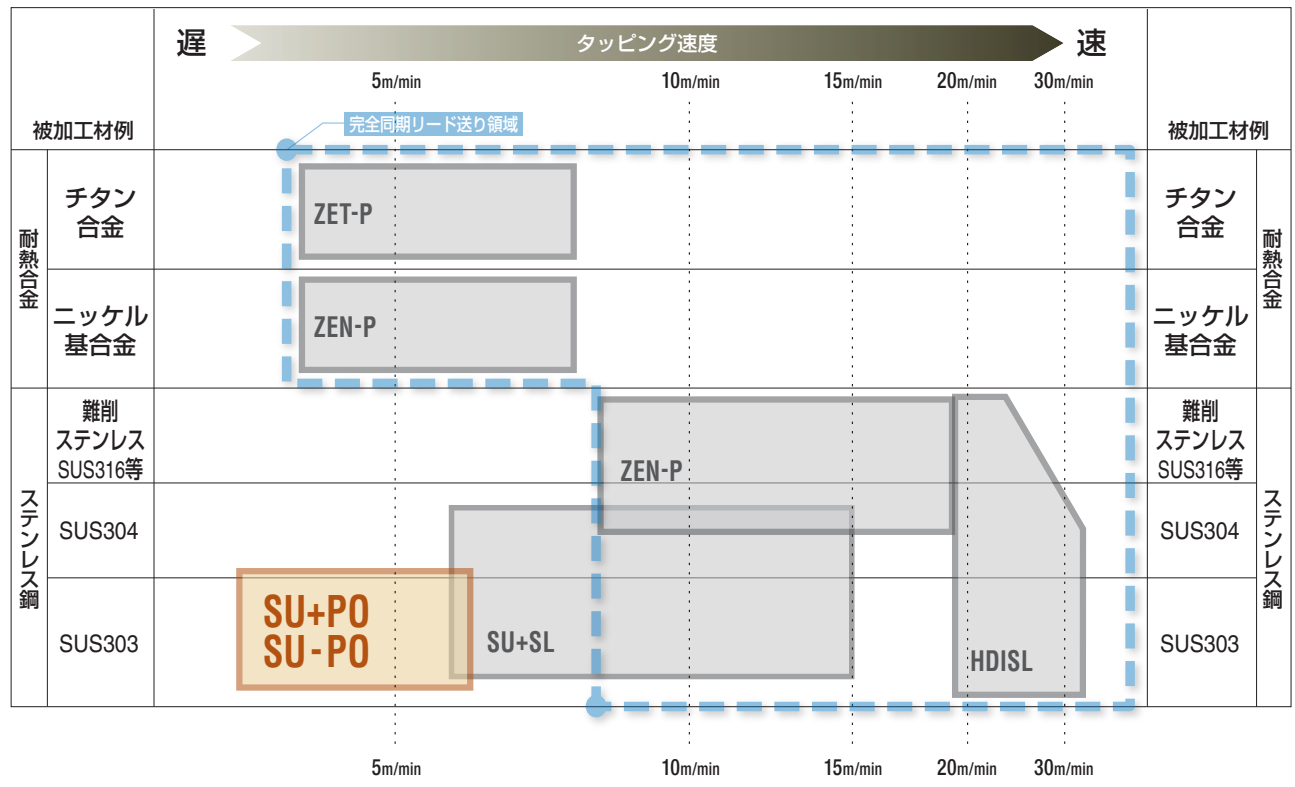 遅
タッピング速度
速
5m/min
10m/min
15m/min
20m/min
30m/min
被加工材例
完全同期リード送り領域
被加工材例
耐熱合金
チタン
合金
ZET-P
チタン
合金
耐熱合金
ニッケル
基合金
ZEN-P
ニッケル
基合金
ステンレス鋼
難削
ステンレス
SUS316等
ZEN-P
難削
ステンレス
SUS316等
ステンレス鋼
SUS304
SUS304
SUS303
SU+PO
SU-PO
SU+SL
HDISL
SUS303
5m/min
10m/min
15m/min
20m/min
30m/min